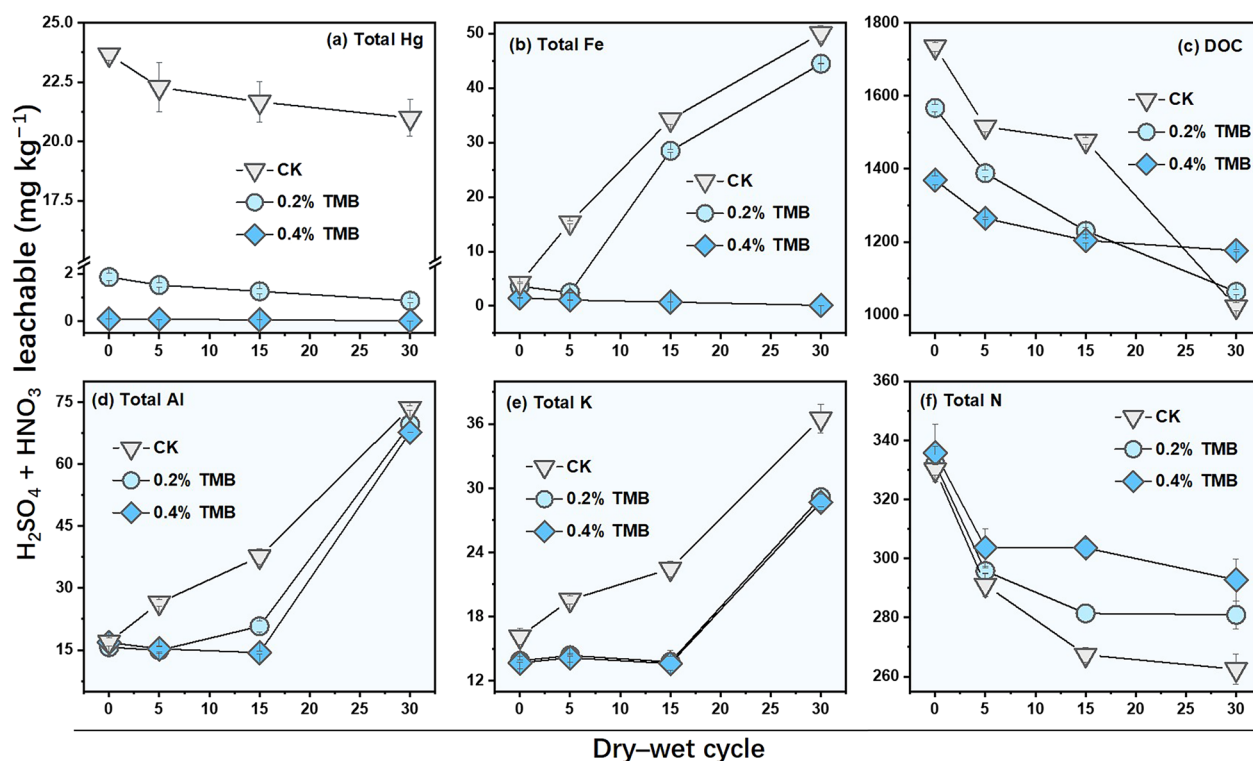 H₂SO₄ + HNO₃ leachable (mg kg⁻¹)
(a) Total Hg
25.0
22.5
20.0
17.5
2
0
CK
0.2% TMB
0.4% TMB
0 5 10 15 20 25 30
(b) Total Fe
50
40
30
20
10
0
CK
0.2% TMB
0.4% TMB
0 5 10 15 20 25 30
(c) DOC
1800
1600
1400
1200
1000
CK
0.2% TMB
0.4% TMB
0 5 10 15 20 25 30
(d) Total Al
75
60
45
30
15
CK
0.2% TMB
0.4% TMB
0 5 10 15 20 25 30
(e) Total K
36
30
24
18
12
CK
0.2% TMB
0.4% TMB
0 5 10 15 20 25 30
(f) Total N
360
340
320
300
280
260
CK
0.2% TMB
0.4% TMB
0 5 10 15 20 25 30
Dry–wet cycle